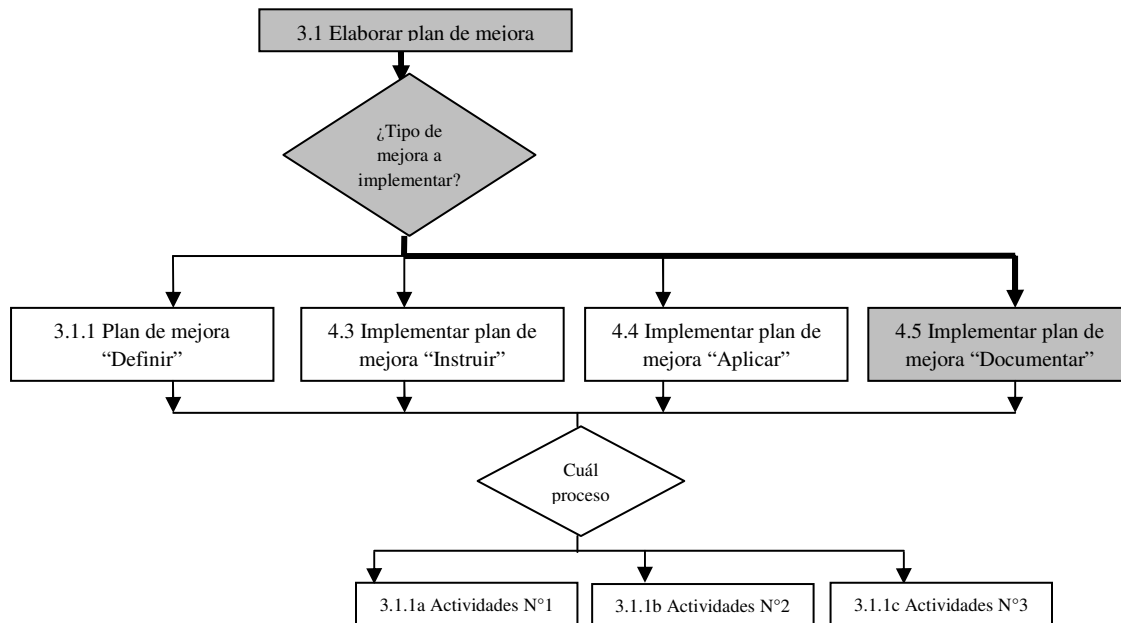 3.1 Elaborar plan de mejora
¿Tipo de
mejora a
implementar?
3.1.1 Plan de mejora
“Definir”
4.3 Implementar plan de
mejora “Instruir”
4.4 Implementar plan de
mejora “Aplicar”
4.5 Implementar plan de
mejora “Documentar”
Cuál
proceso
3.1.1a Actividades N°1
3.1.1b Actividades N°2
3.1.1c Actividades N°3